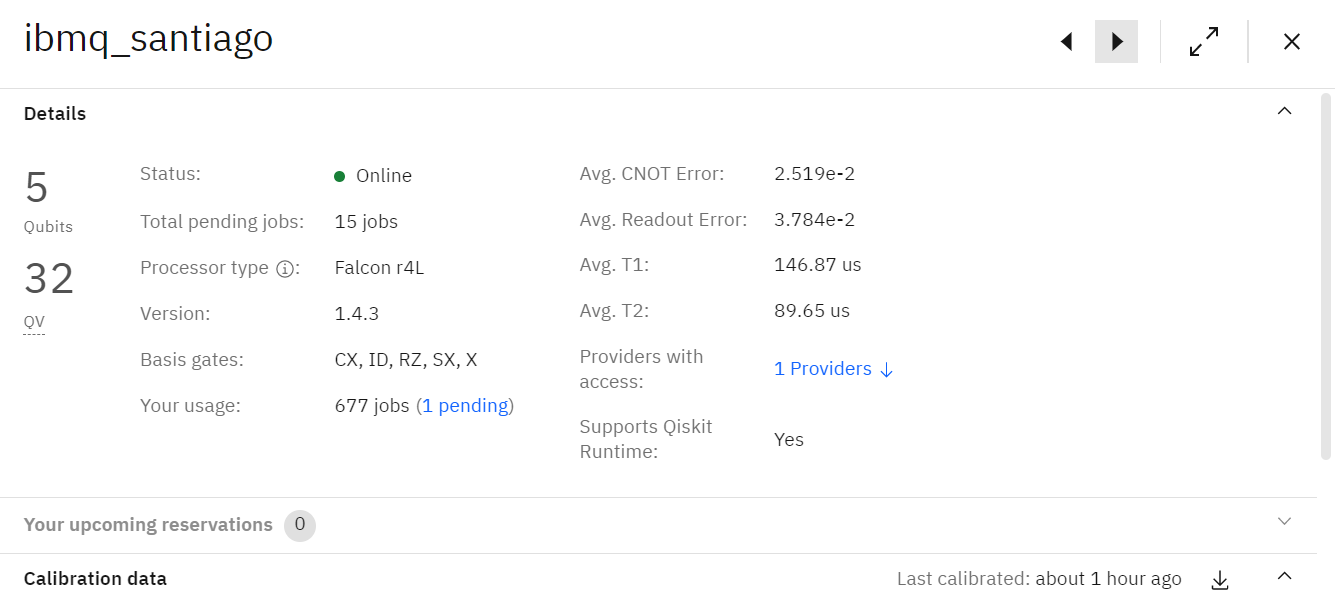 ibmq_santiago
Details
5
Qubits
32
QV
Status: Online
Total pending jobs: 15 jobs
Processor type ⓘ: Falcon r4L
Version: 1.4.3
Basis gates: CX, ID, RZ, SX, X
Your usage: 677 jobs (1 pending)
Avg. CNOT Error: 2.519e-2
Avg. Readout Error: 3.784e-2
Avg. T1: 146.87 us
Avg. T2: 89.65 us
Providers with
access:
1 Providers ↓
Supports Qiskit
Runtime:
Yes
Your upcoming reservations 0
Calibration data
Last calibrated: about 1 hour ago